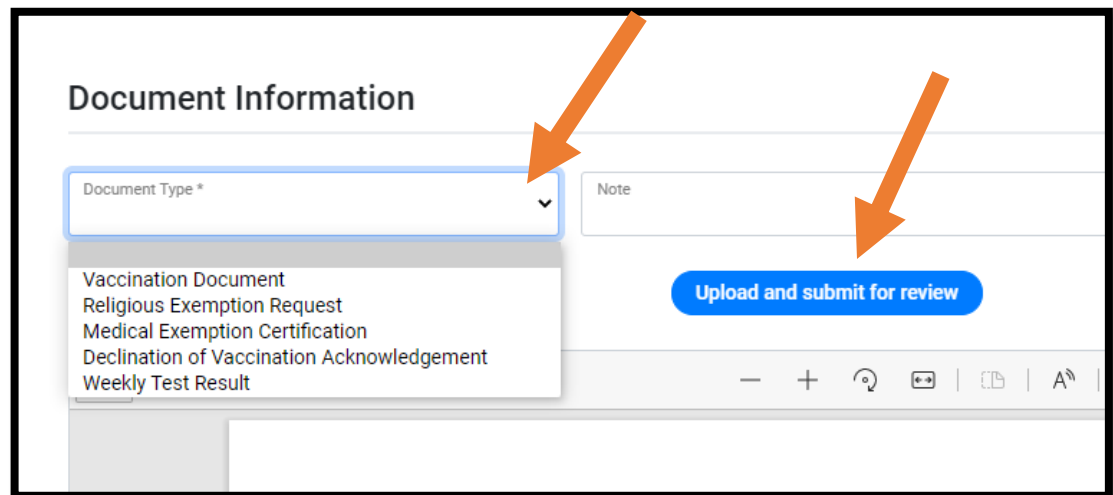 Document Information
Document Type *
Note
Vaccination Document
Religious Exemption Request
Medical Exemption Certification
Declination of Vaccination Acknowledgement
Weekly Test Result
Upload and submit for review